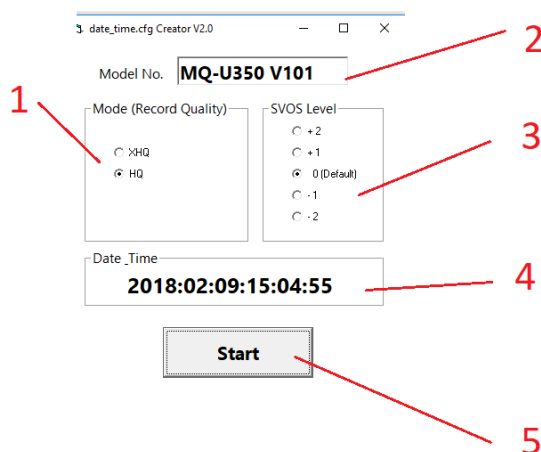 date_time.cfg Creator V2.0
2
Model No. MQ-U350 V101
1
Mode (Record Quality)
XHQ
HQ
SVOS Level
+ 2
+ 1
0 (Default)
- 1
- 2
3
Date _Time
2018:02:09:15:04:55
4
Start
5